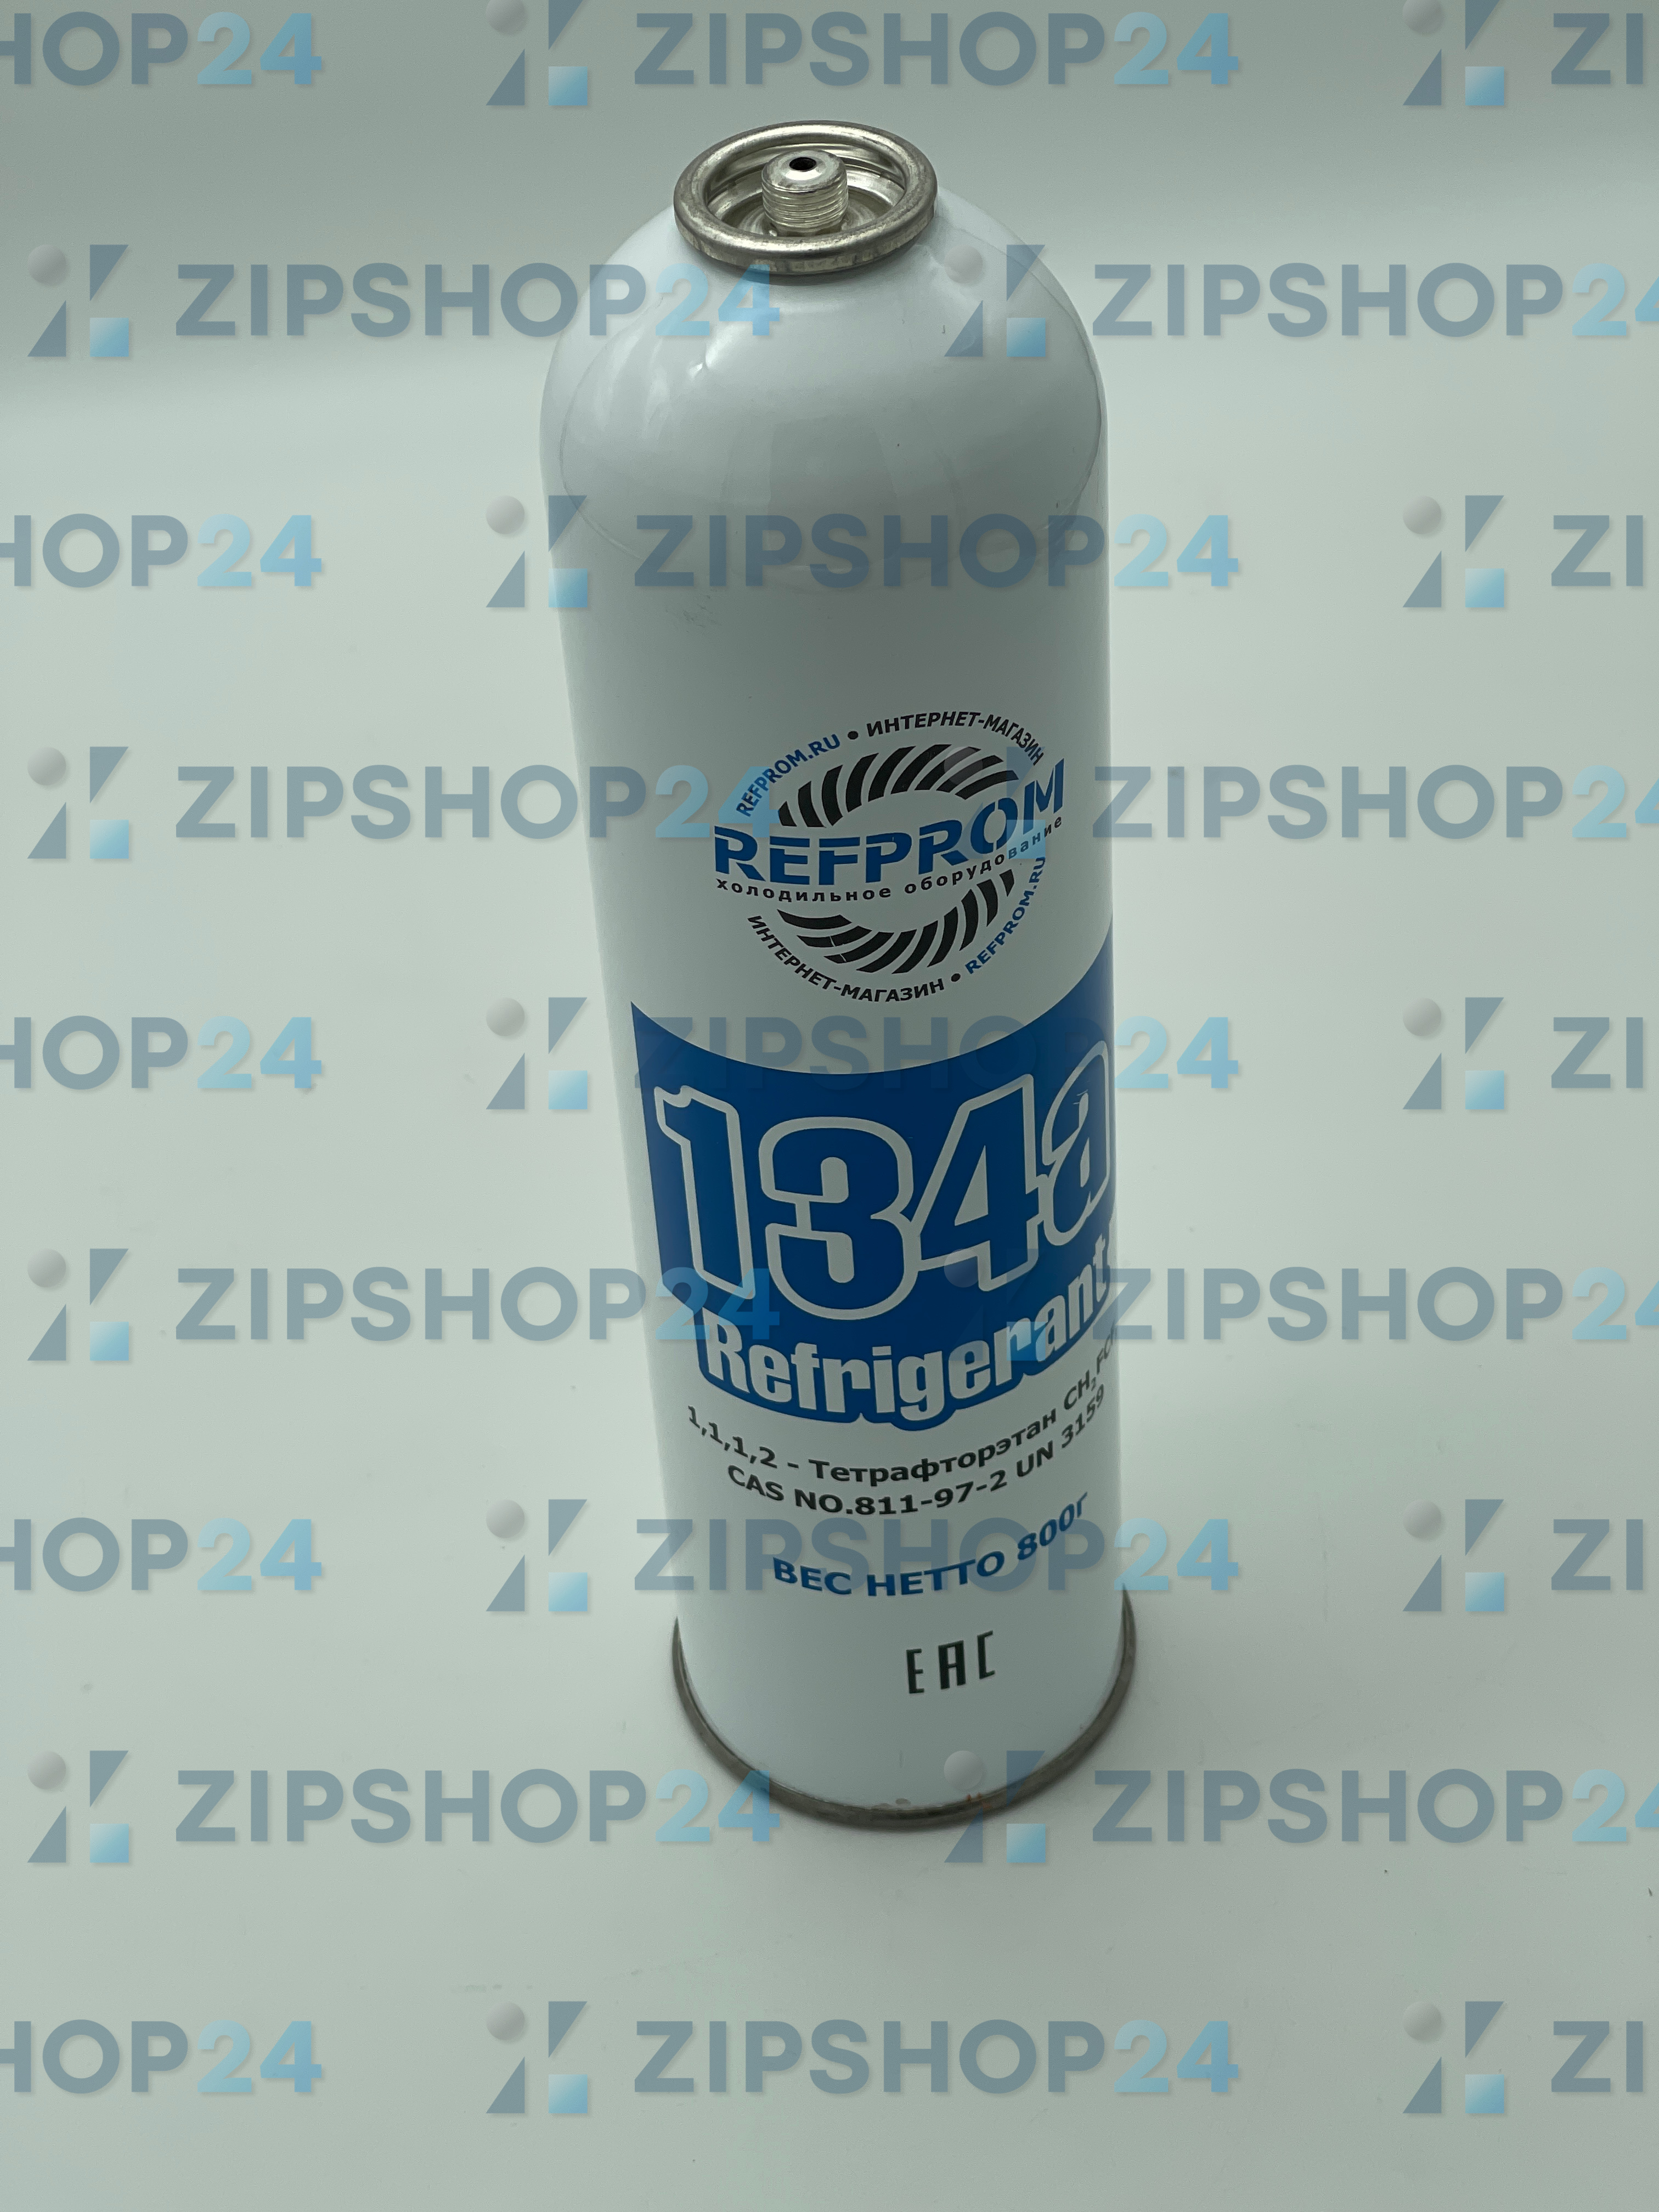 REFPROM.RU • ИНТЕРНЕТ-МАГАЗИН
REFPROM
холодильное оборудование
ИНТЕРНЕТ-МАГАЗИН • REFPROM.RU
134a
Refrigerant
1,1,1,2 - Тетрафторэтан CH₂FC
CAS NO.811-97-2 UN 3159
ВЕС НЕТТО 800г
EAC
ZIPSHOP24